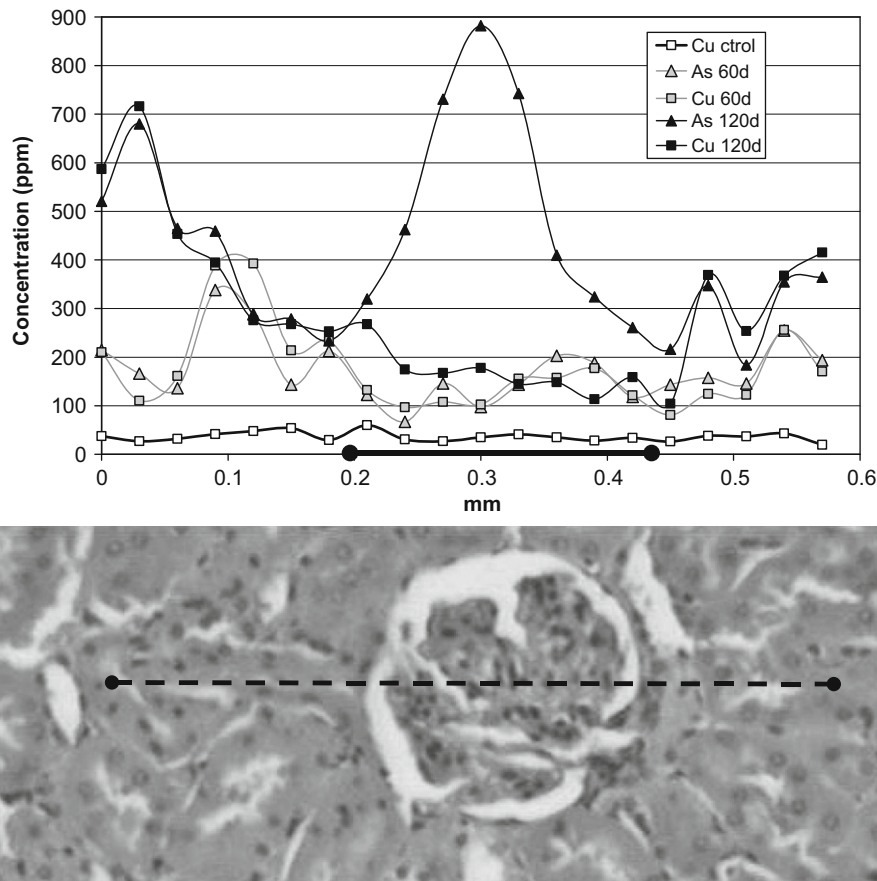 900
800
700
600
500
400
300
200
100
0
Concentration (ppm)
Cu ctrol
As 60d
Cu 60d
As 120d
Cu 120d
0 0.1 0.2 0.3 0.4 0.5 0.6
mm